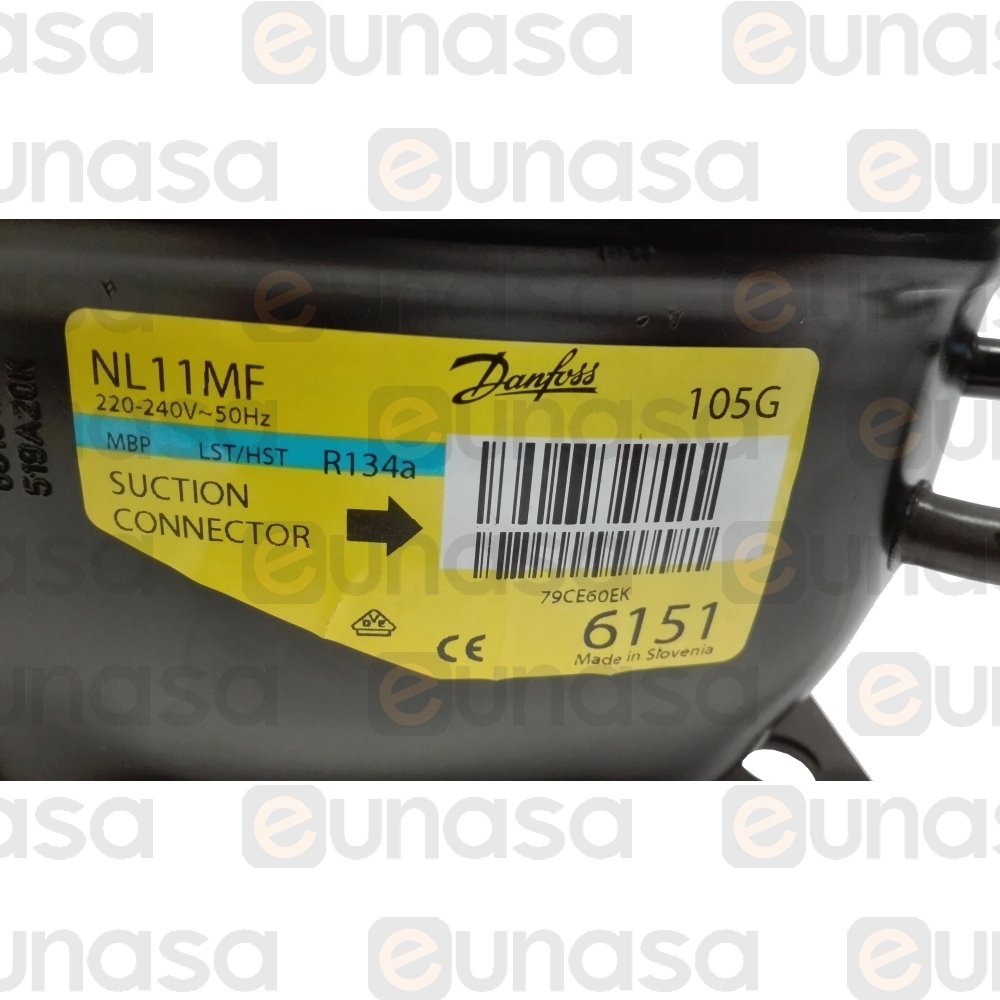 eunasa
NL11MF
Danfoss
220-240V~50Hz
105G
MBP LST/HST R134a
SUCTION
CONNECTOR
79CE60EK
6151
DVE
CE
Made in Slovenia